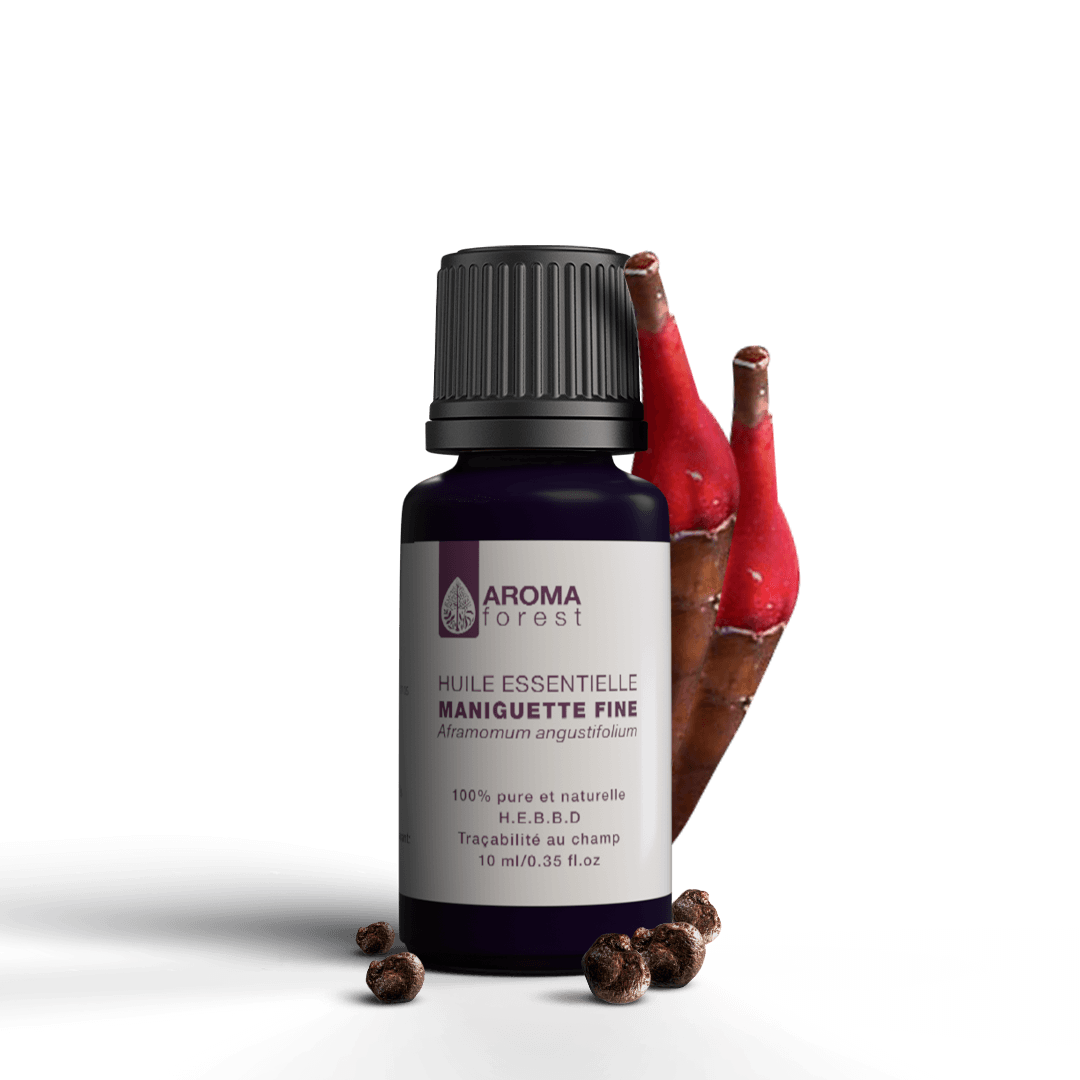 AROMA
forest
HUILE ESSENTIELLE
MANIGUETTE FINE
Aframomum angustifolium
100% pure et naturelle
H.E.B.B.D
Traçabilité au champ
10 ml/0.35 fl.oz